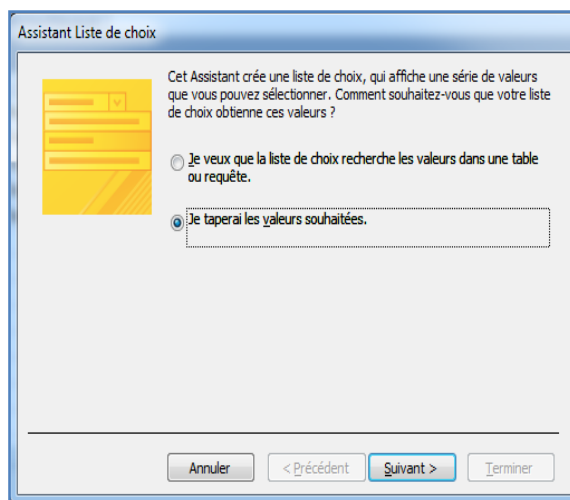 Assistant Liste de choix
Cet Assistant crée une liste de choix, qui affiche une série de valeurs
que vous pouvez sélectionner. Comment souhaitez-vous que votre liste
de choix obtienne ces valeurs ?
Je veux que la liste de choix recherche les valeurs dans une table
ou requête.
Je taperai les valeurs souhaitées.
Annuler
< Précédent
Suivant >
Terminer